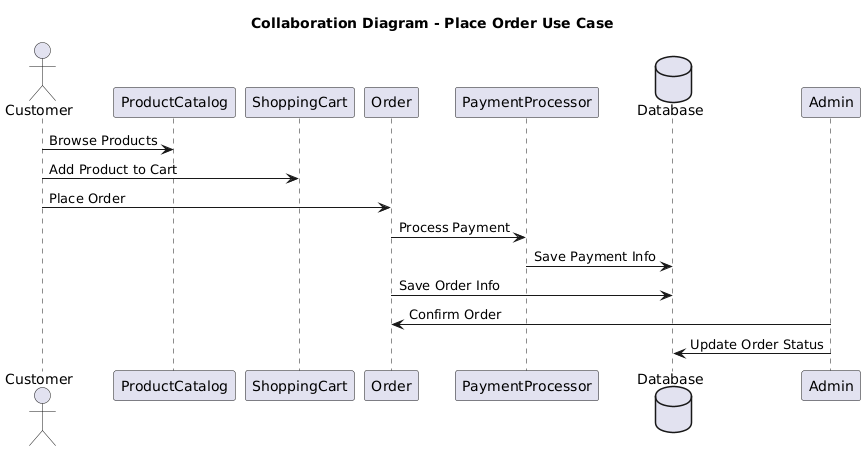 Collaboration Diagram - Place Order Use Case
Customer
ProductCatalog
ShoppingCart
Order
PaymentProcessor
Database
Admin
Browse Products
Add Product to Cart
Place Order
Process Payment
Save Payment Info
Save Order Info
Confirm Order
Update Order Status
Customer
ProductCatalog
ShoppingCart
Order
PaymentProcessor
Database
Admin